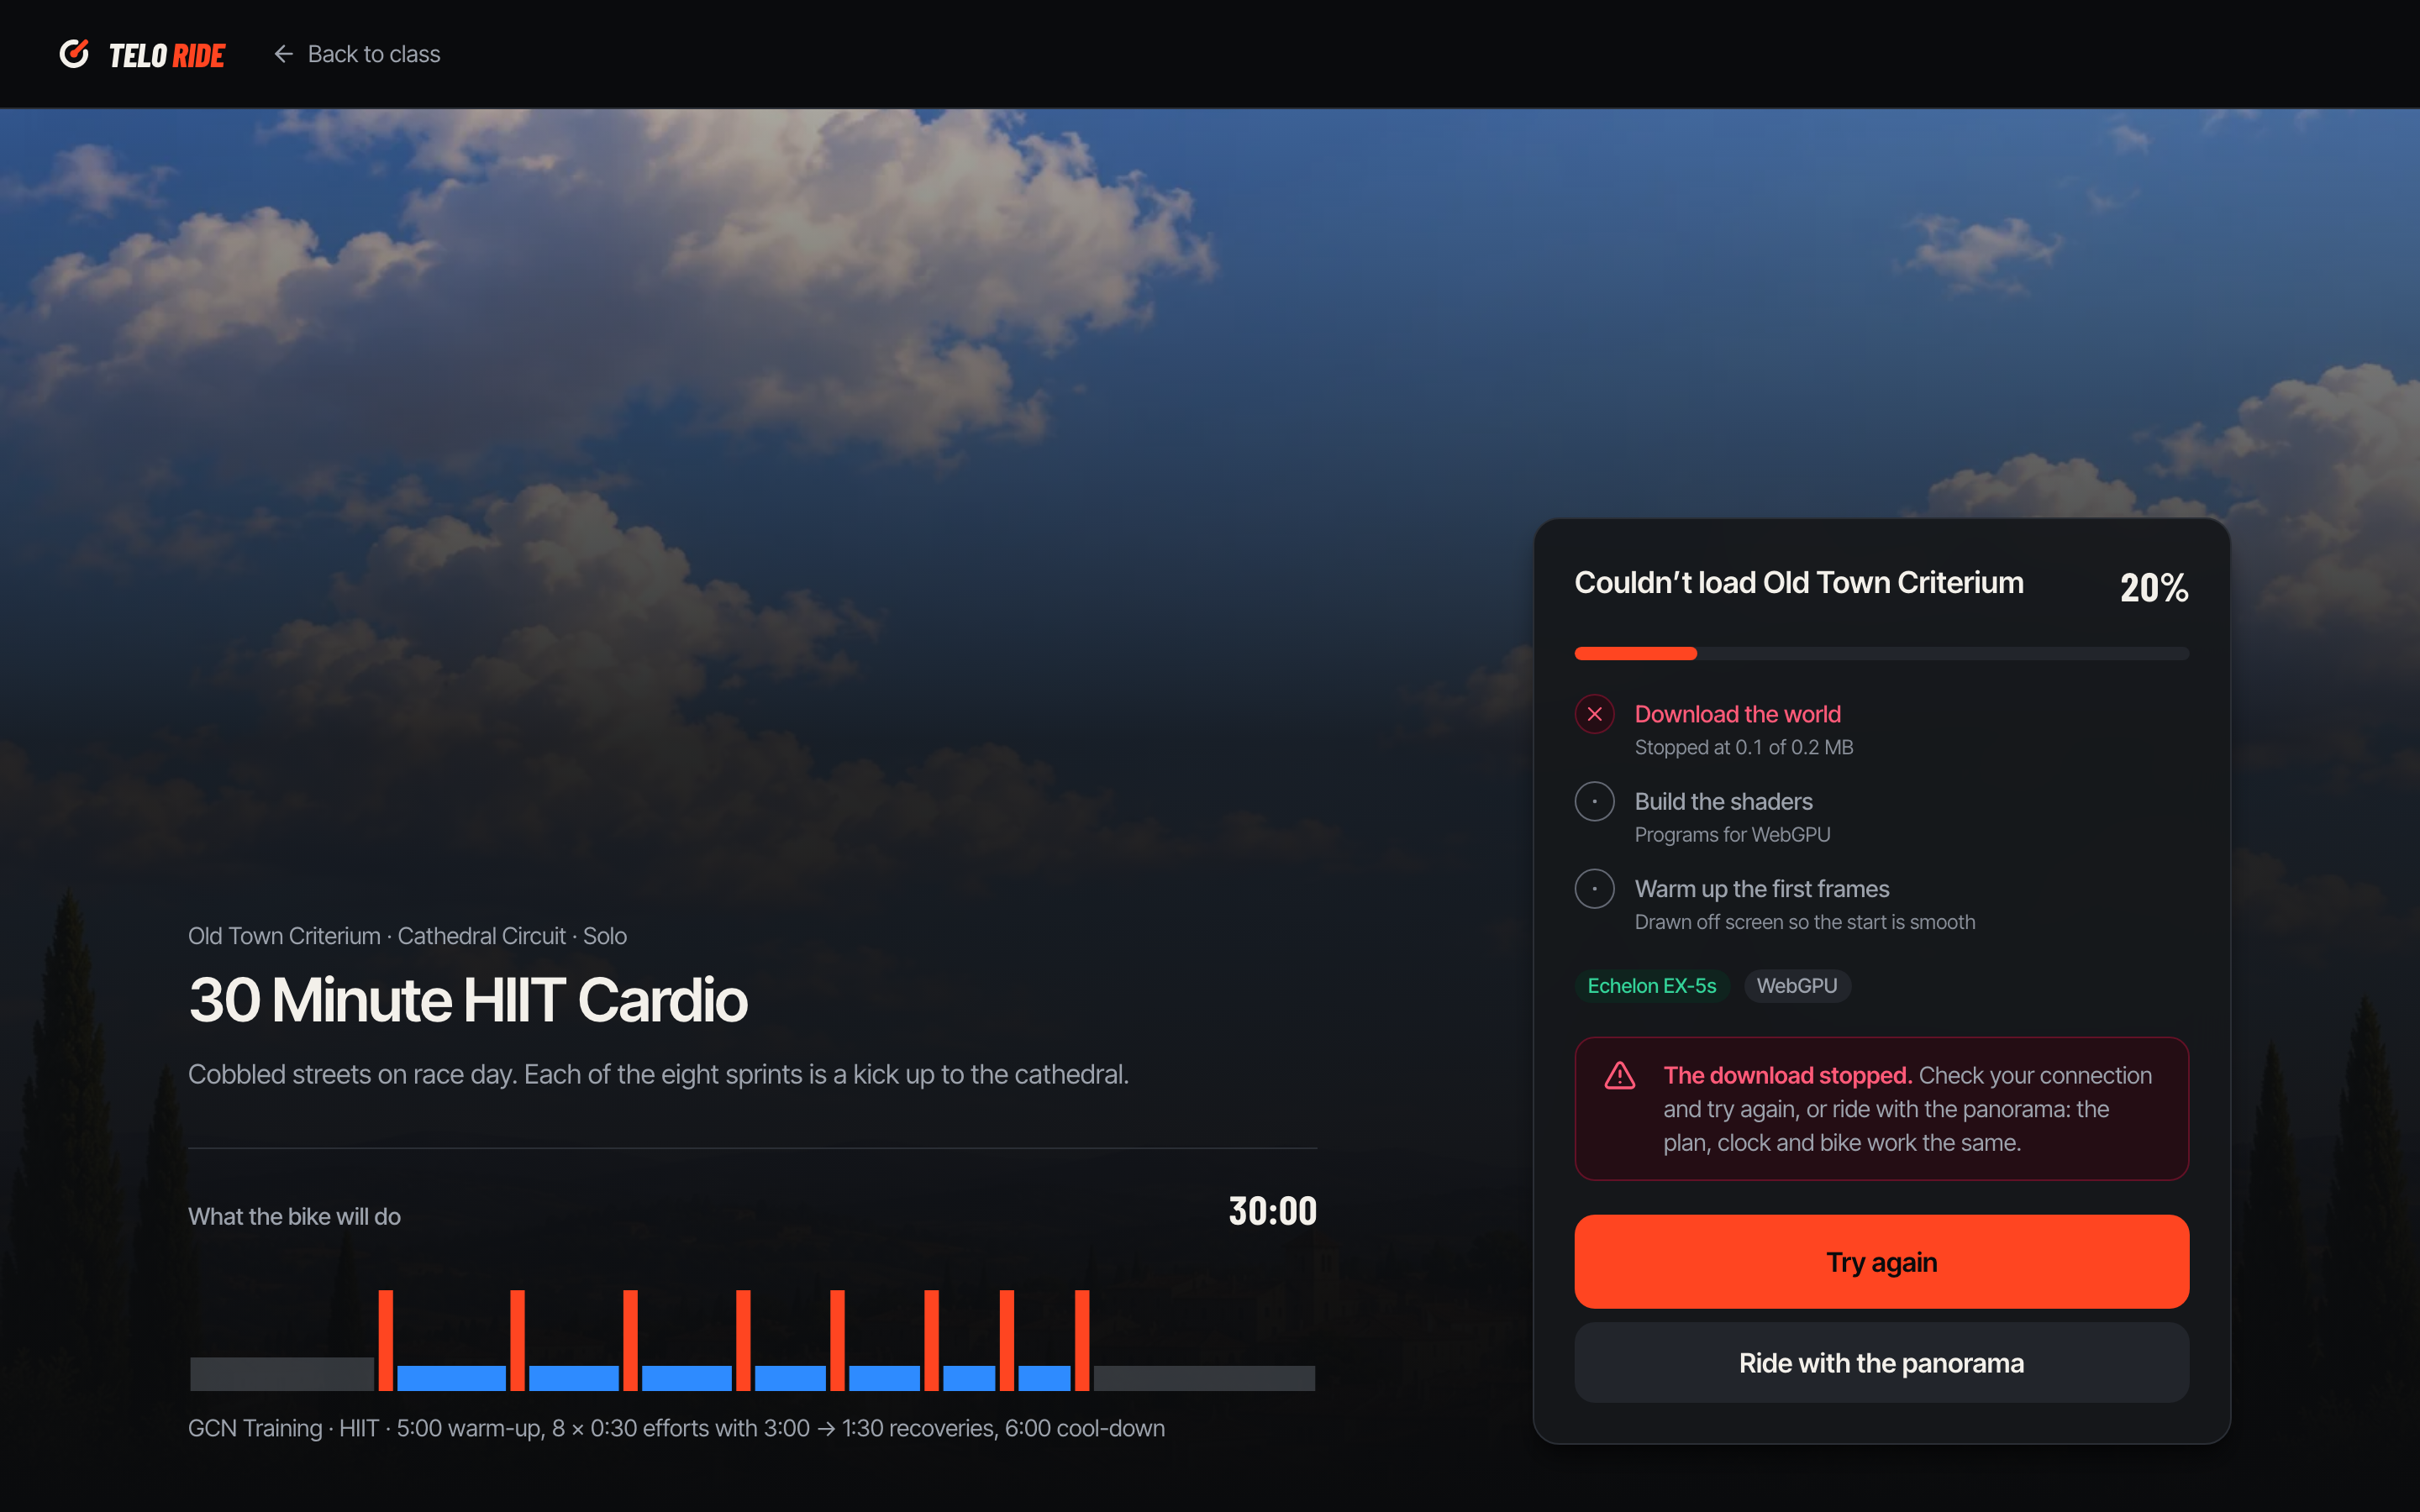 TELO RIDE
Back to class
Old Town Criterium · Cathedral Circuit · Solo
30 Minute HIIT Cardio
Cobbled streets on race day. Each of the eight sprints is a kick up to the cathedral.
What the bike will do
30:00
GCN Training · HIIT · 5:00 warm-up, 8 × 0:30 efforts with 3:00 → 1:30 recoveries, 6:00 cool-down
Couldn’t load Old Town Criterium
20%
Download the world
Stopped at 0.1 of 0.2 MB
Build the shaders
Programs for WebGPU
Warm up the first frames
Drawn off screen so the start is smooth
Echelon EX-5s
WebGPU
The download stopped. Check your connection
and try again, or ride with the panorama: the
plan, clock and bike work the same.
Try again
Ride with the panorama